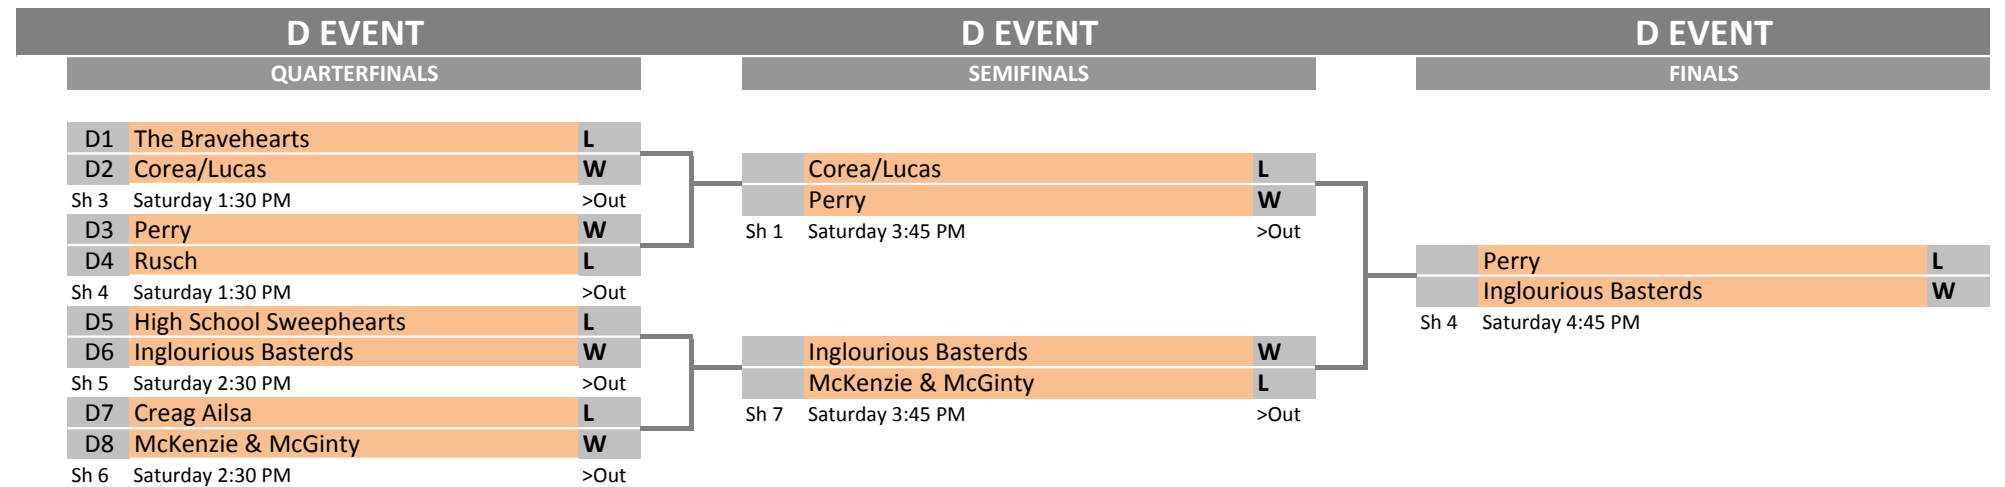 D EVENT D EVENT D EVENT
QUARTERFINALS SEMIFINALS FINALS
D1 The Bravehearts L
D2 Corea/Lucas W
Sh 3 Saturday 1:30 PM >Out
D3 Perry W
D4 Rusch L
Sh 4 Saturday 1:30 PM >Out
D5 High School Sweephearts L
D6 Inglourious Basterds W
Sh 5 Saturday 2:30 PM >Out
D7 Creag Ailsa L
D8 McKenzie & McGinty W
Sh 6 Saturday 2:30 PM >Out
Corea/Lucas L
Perry W
Sh 1 Saturday 3:45 PM >Out
Inglourious Basterds W
McKenzie & McGinty L
Sh 7 Saturday 3:45 PM >Out
Perry L
Inglourious Basterds W
Sh 4 Saturday 4:45 PM